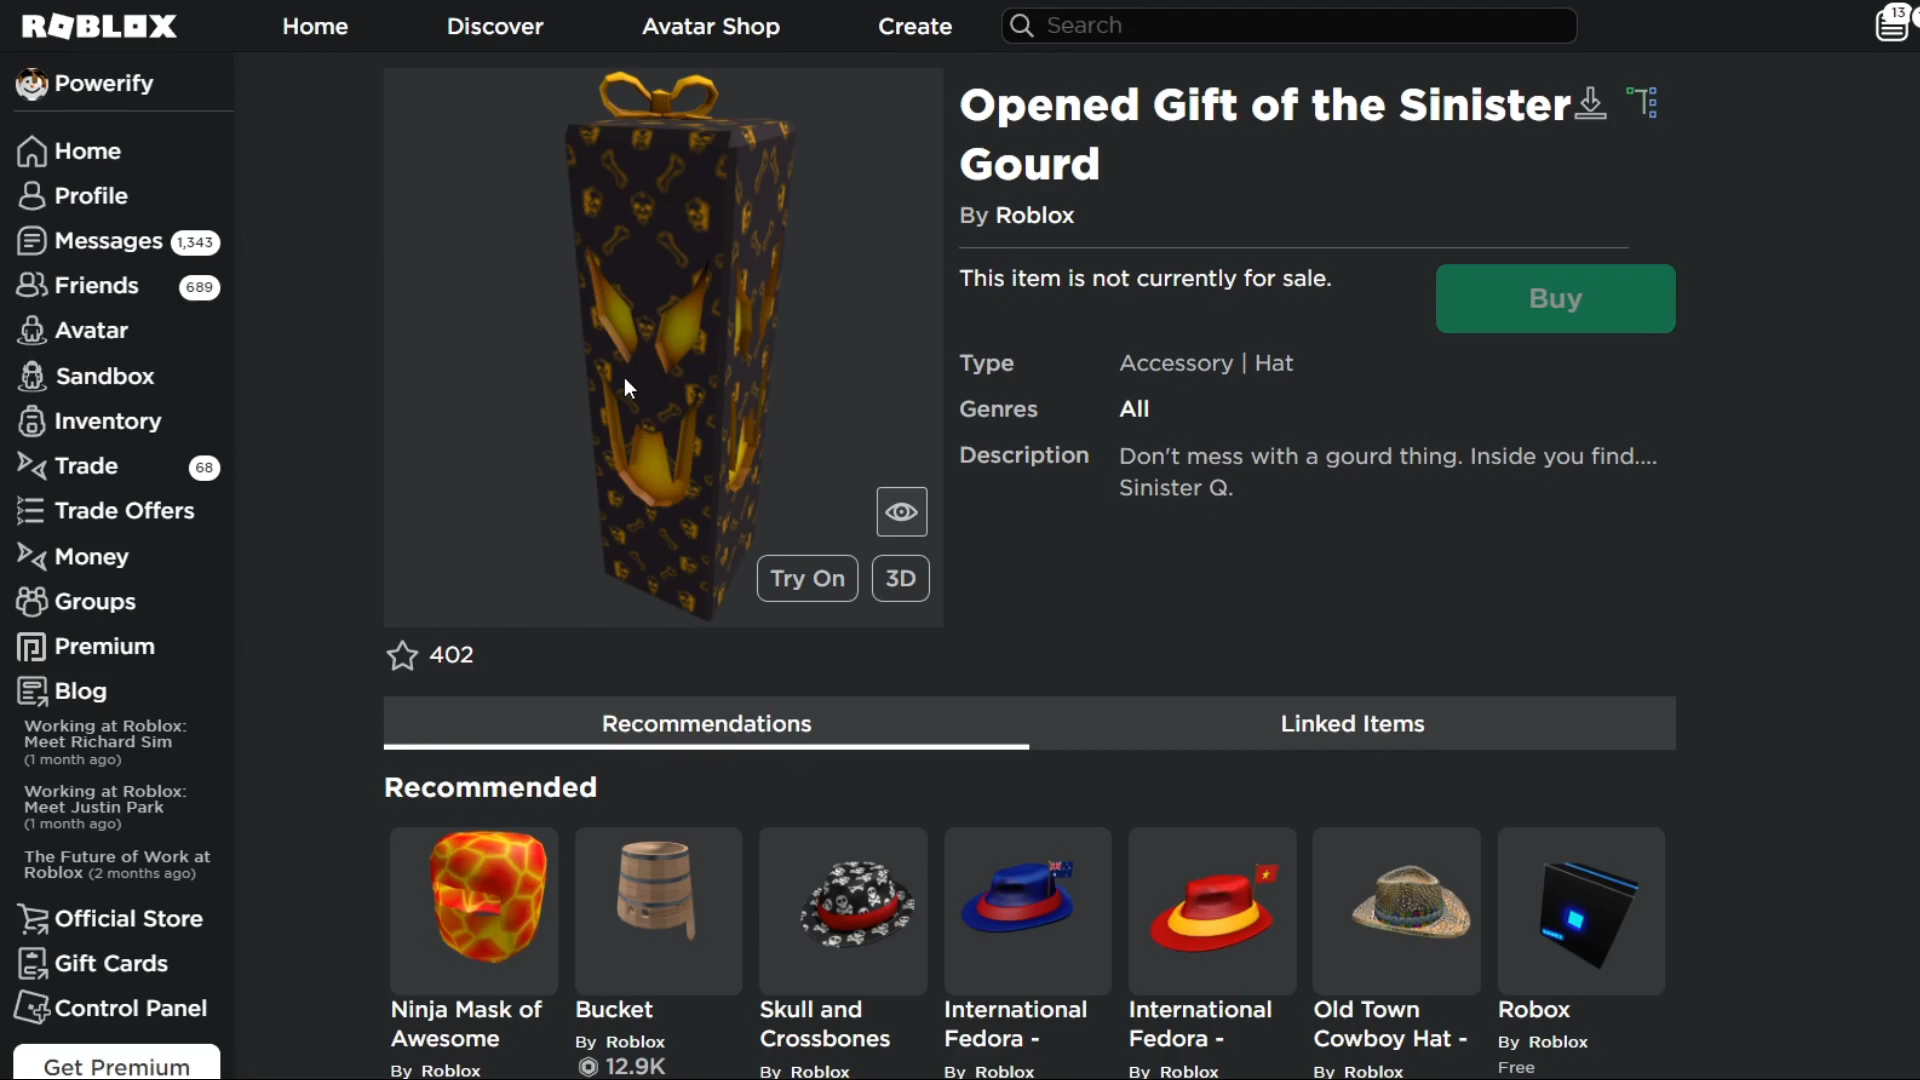 ROBLOX
Home
Discover
Avatar Shop
Create
Search
13
Powerify
Home
Profile
Messages 1,343
Friends 689
Avatar
Sandbox
Inventory
Trade 68
Trade Offers
Money
Groups
Premium
Blog
Working at Roblox:
Meet Richard Sim
(1 month ago)
Working at Roblox:
Meet Justin Park
(1 month ago)
The Future of Work at
Roblox (2 months ago)
Official Store
Gift Cards
Control Panel
Get Premium
Try On
3D
402
Opened Gift of the Sinister
Gourd
By Roblox
This item is not currently for sale.
Buy
Type
Accessory | Hat
Genres
All
Description
Don't mess with a gourd thing. Inside you find....
Sinister Q.
Recommendations
Linked Items
Recommended
Ninja Mask of
Awesome
By Roblox
Bucket
By Roblox
12.9K
Skull and
Crossbones
By Roblox
International
Fedora -
By Roblox
International
Fedora -
By Roblox
Old Town
Cowboy Hat -
By Roblox
Robox
By Roblox
Free